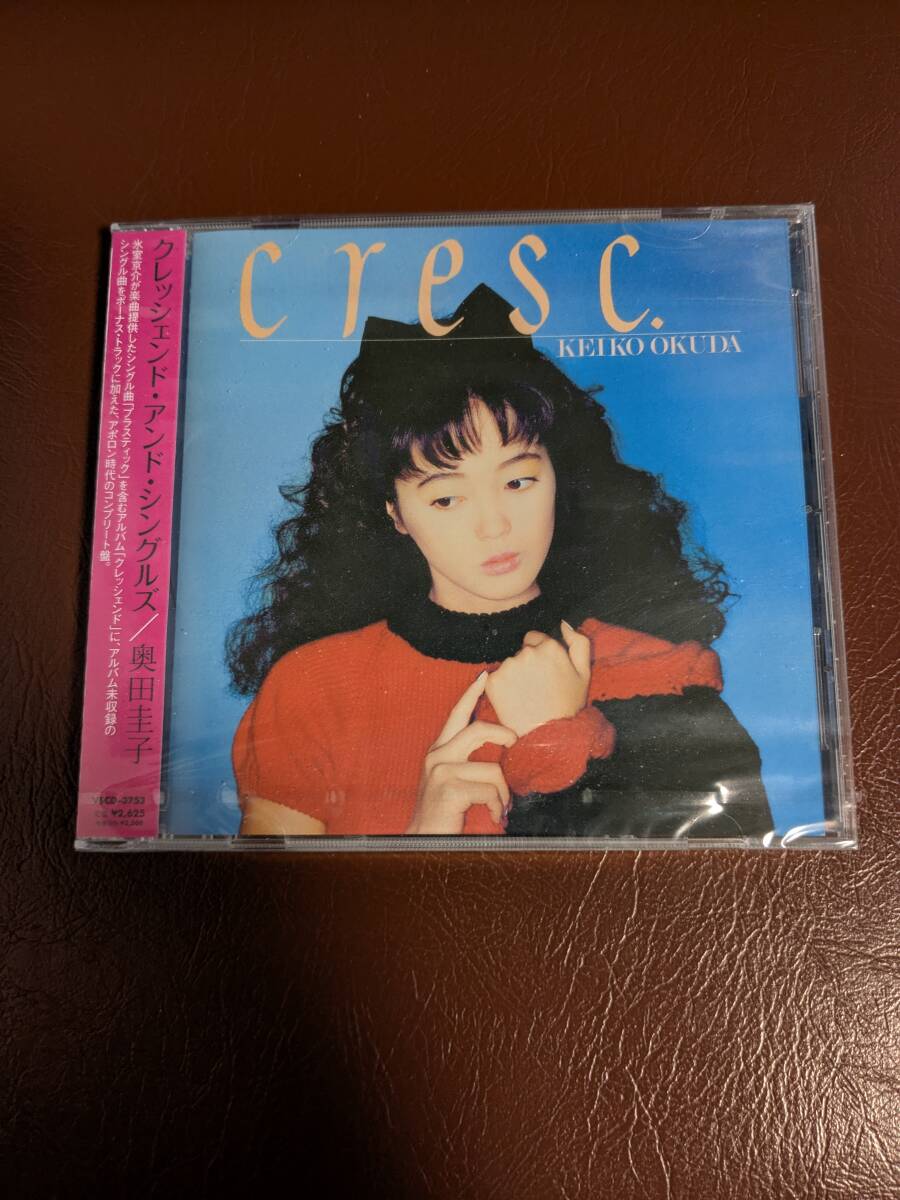 cresc.
KEIKO OKUDA
クレッシェンド・アンド・シングルズ／奥田圭子
氷室京介が楽曲提供したシングル曲「プラスティック」を含むアルバム「クレッシェンド」に、アルバム未収録の
シングル曲をボーナス・トラックに加えた、アポロン時代のコンプリート盤。
VSCD-3753
¥2,625